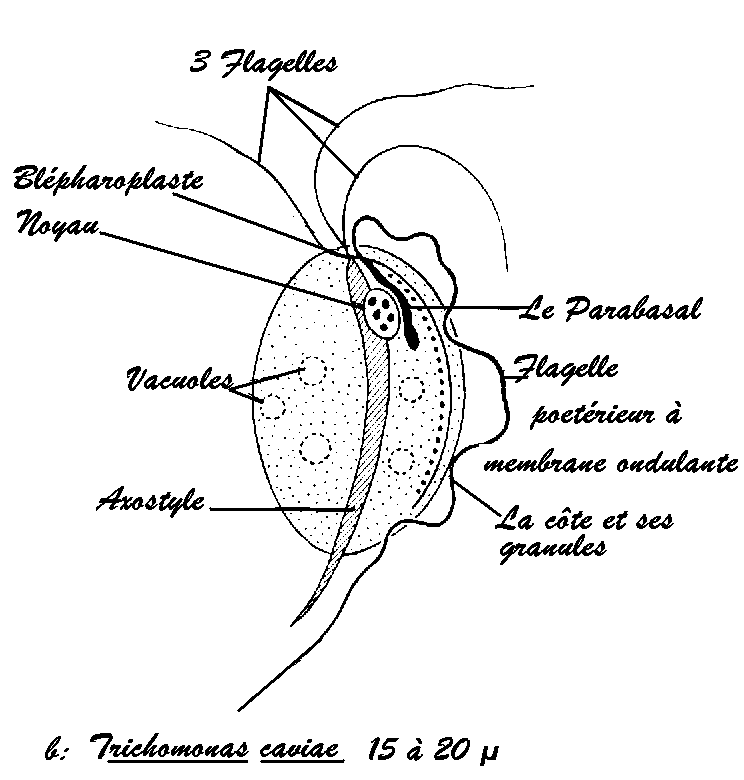 3 Flagelles
Blépharoplaste
Noyau
Le Parabasal
Vacuoles
Flagelle
poetérieur à
membrane ondulante
Axostyle
La côte et ses
granules
b: Trichomonas caviae 15 à 20 µ